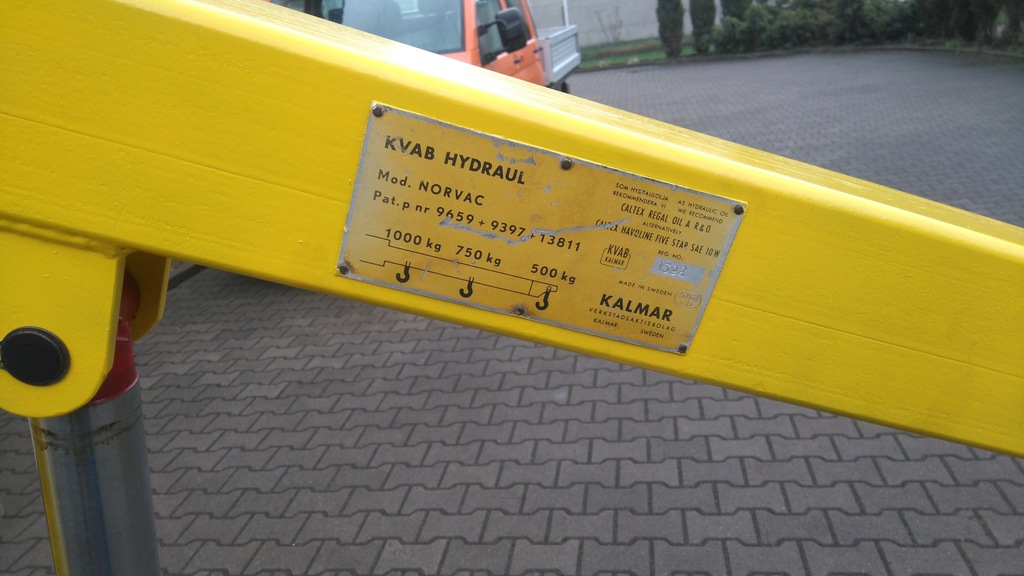 KVAB HYDRAUL
Mod. NORVAC
Pat. p nr 9659 + 9397 + 13811
1000 kg 750 kg 500 kg
SOM HYDRAULOLJA
REKOMMENDERA VI
AS HYDRAULIC OIL
WE RECOMMEND
CALTEX REGAL OIL A R&O
ALTERNATIVELY
CALTEX HAVOLINE FIVE STAR SAE 10W
KVAB
KALMAR
REG NO.
1593
MADE IN SWEDEN
KALMAR
VERKSTADSAKTIEBOLAG
KALMAR SWEDEN